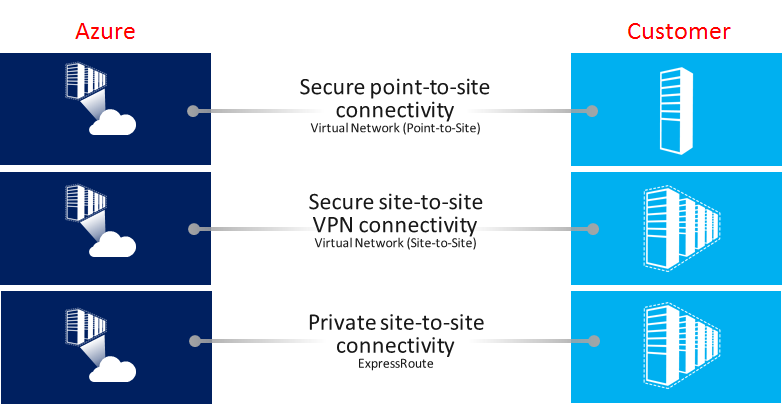 Azure
Customer
Secure point-to-site
connectivity
Virtual Network (Point-to-Site)
Secure site-to-site
VPN connectivity
Virtual Network (Site-to-Site)
Private site-to-site
connectivity
ExpressRoute